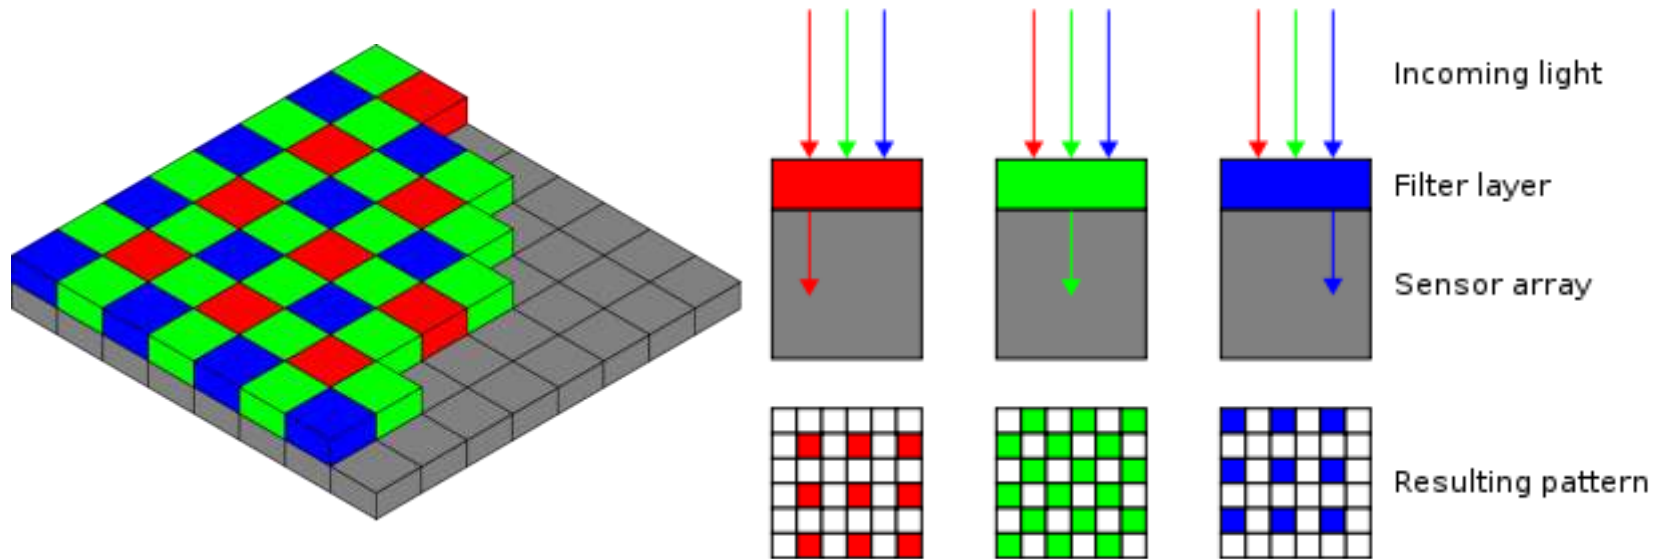 Incoming light
Filter layer
Sensor array
Resulting pattern